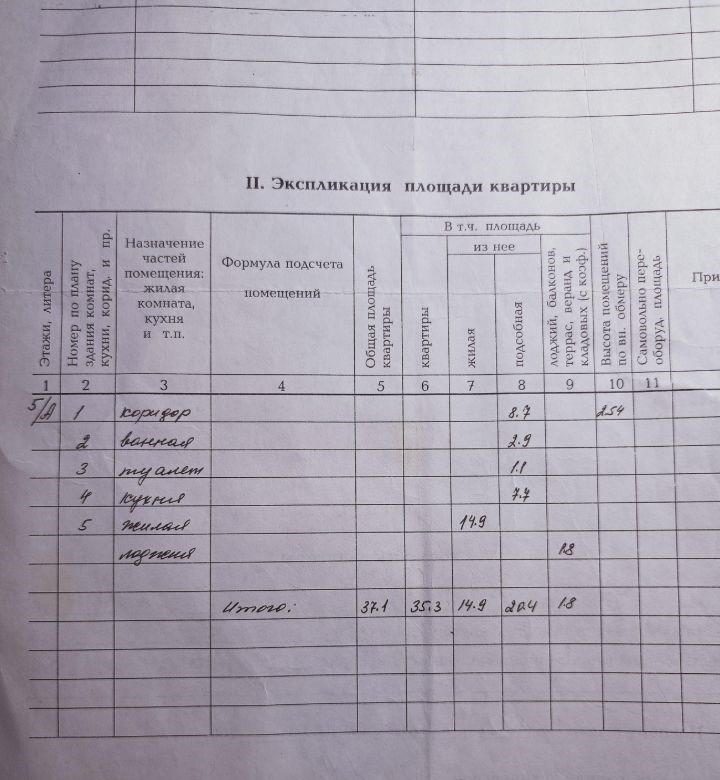 II. Экспликация площади квартиры
Этажи, литера
Номер по плану здания комнат, кухни, корид. и пр.
Назначение
частей
помещения:
жилая
комната,
кухня
и т.п.
Формула подсчета
помещений
Общая площадь квартиры
В т.ч. площадь
квартиры
из нее
жилая
подсобная
лоджий, балконов, террас, веранд и кладовых (с коэф.)
Высота помещений по вн. обмеру
Самовольно пере-
оборуд. площадь
При
1 2 3 4 5 6 7 8 9 10 11
5/А 1 коридор 8.7 254
2 ванная 2.9
3 туалет 1.1
4 кухня 7.7
5 жилая 14.9
лоджия 1.8
Итого: 37.1 35.3 14.9 20.4 1.8